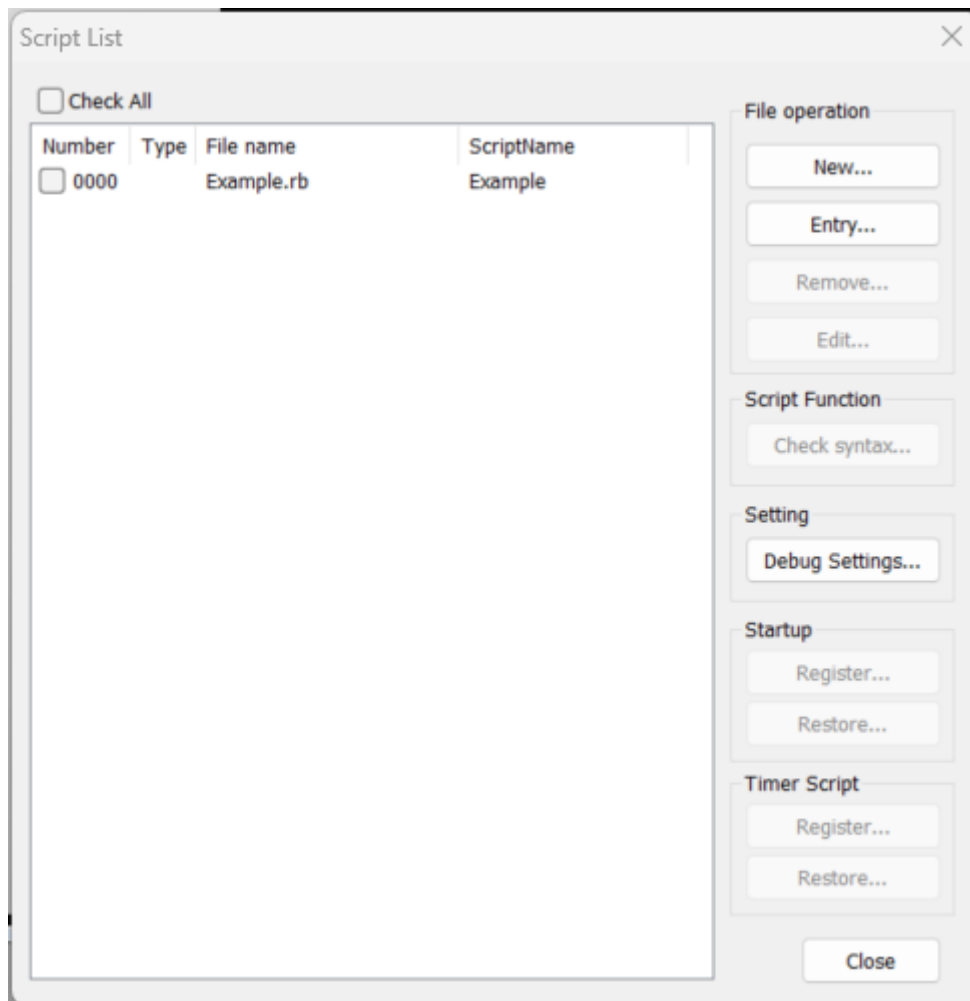 Script List
Check All
Number Type File name ScriptName
0000 Example.rb Example
File operation
New...
Entry...
Remove...
Edit...
Script Function
Check syntax...
Setting
Debug Settings...
Startup
Register...
Restore...
Timer Script
Register...
Restore...
Close